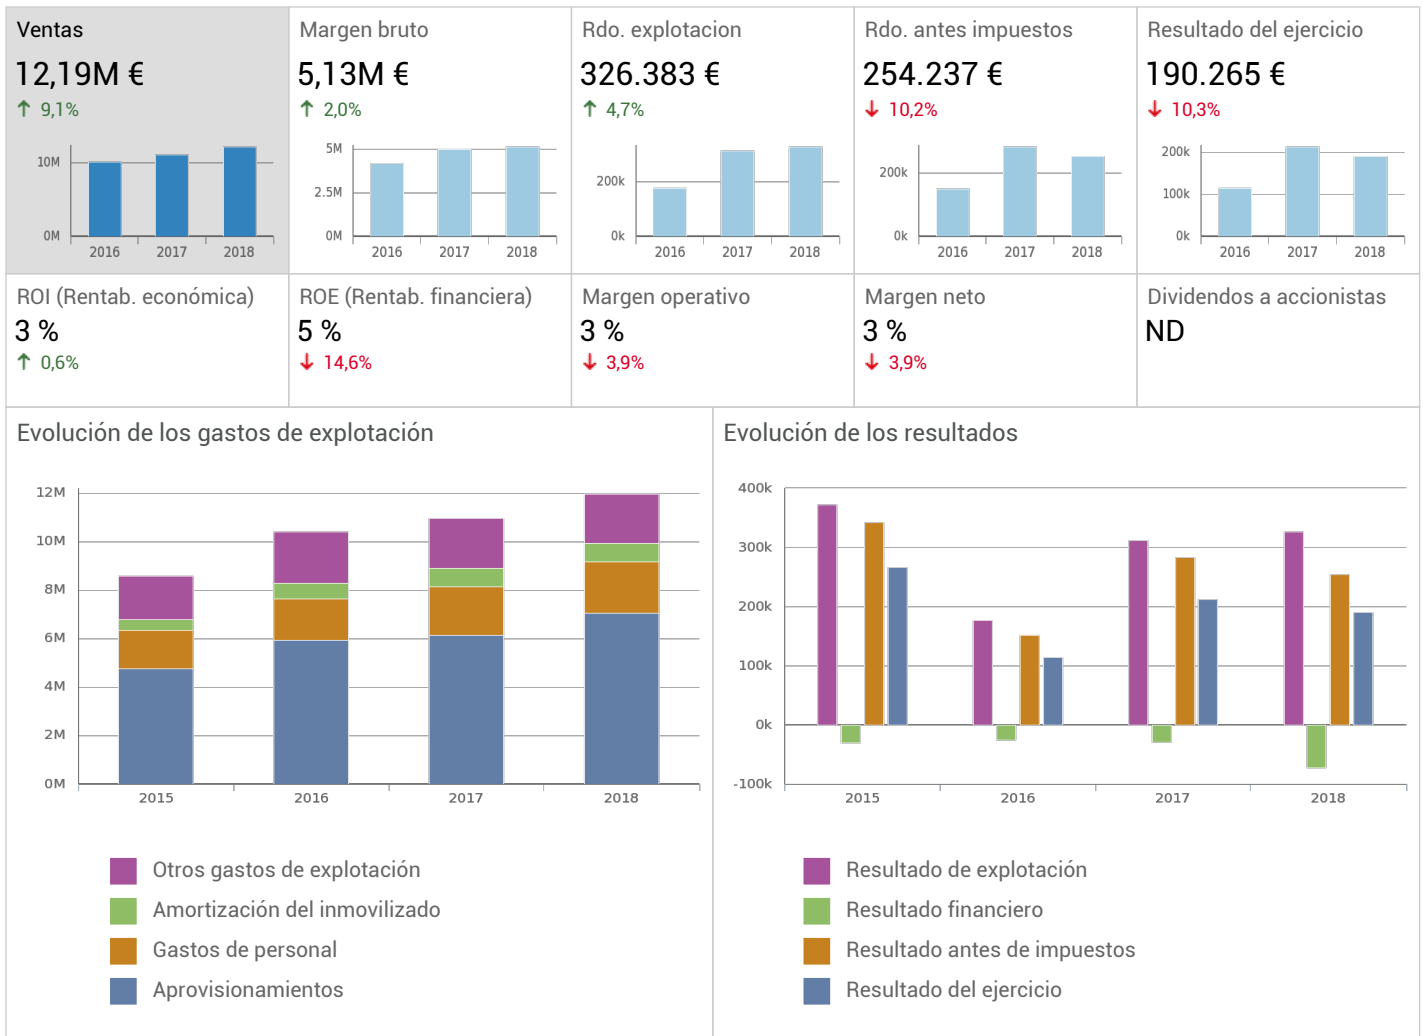 Ventas
12,19M €
↑ 9,1%
10M
0M
2016 2017 2018
Margen bruto
5,13M €
↑ 2,0%
5M
2.5M
0M
2016 2017 2018
Rdo. explotacion
326.383 €
↑ 4,7%
200k
0k
2016 2017 2018
Rdo. antes impuestos
254.237 €
↓ 10,2%
200k
0k
2016 2017 2018
Resultado del ejercicio
190.265 €
↓ 10,3%
200k
100k
0k
2016 2017 2018
ROI (Rentab. económica)
3 %
↑ 0,6%
ROE (Rentab. financiera)
5 %
↓ 14,6%
Margen operativo
3 %
↓ 3,9%
Margen neto
3 %
↓ 3,9%
Dividendos a accionistas
ND
Evolución de los gastos de explotación
12M
10M
8M
6M
4M
2M
0M
2015 2016 2017 2018
Otros gastos de explotación
Amortización del inmovilizado
Gastos de personal
Aprovisionamientos
Evolución de los resultados
400k
300k
200k
100k
0k
-100k
2015 2016 2017 2018
Resultado de explotación
Resultado financiero
Resultado antes de impuestos
Resultado del ejercicio